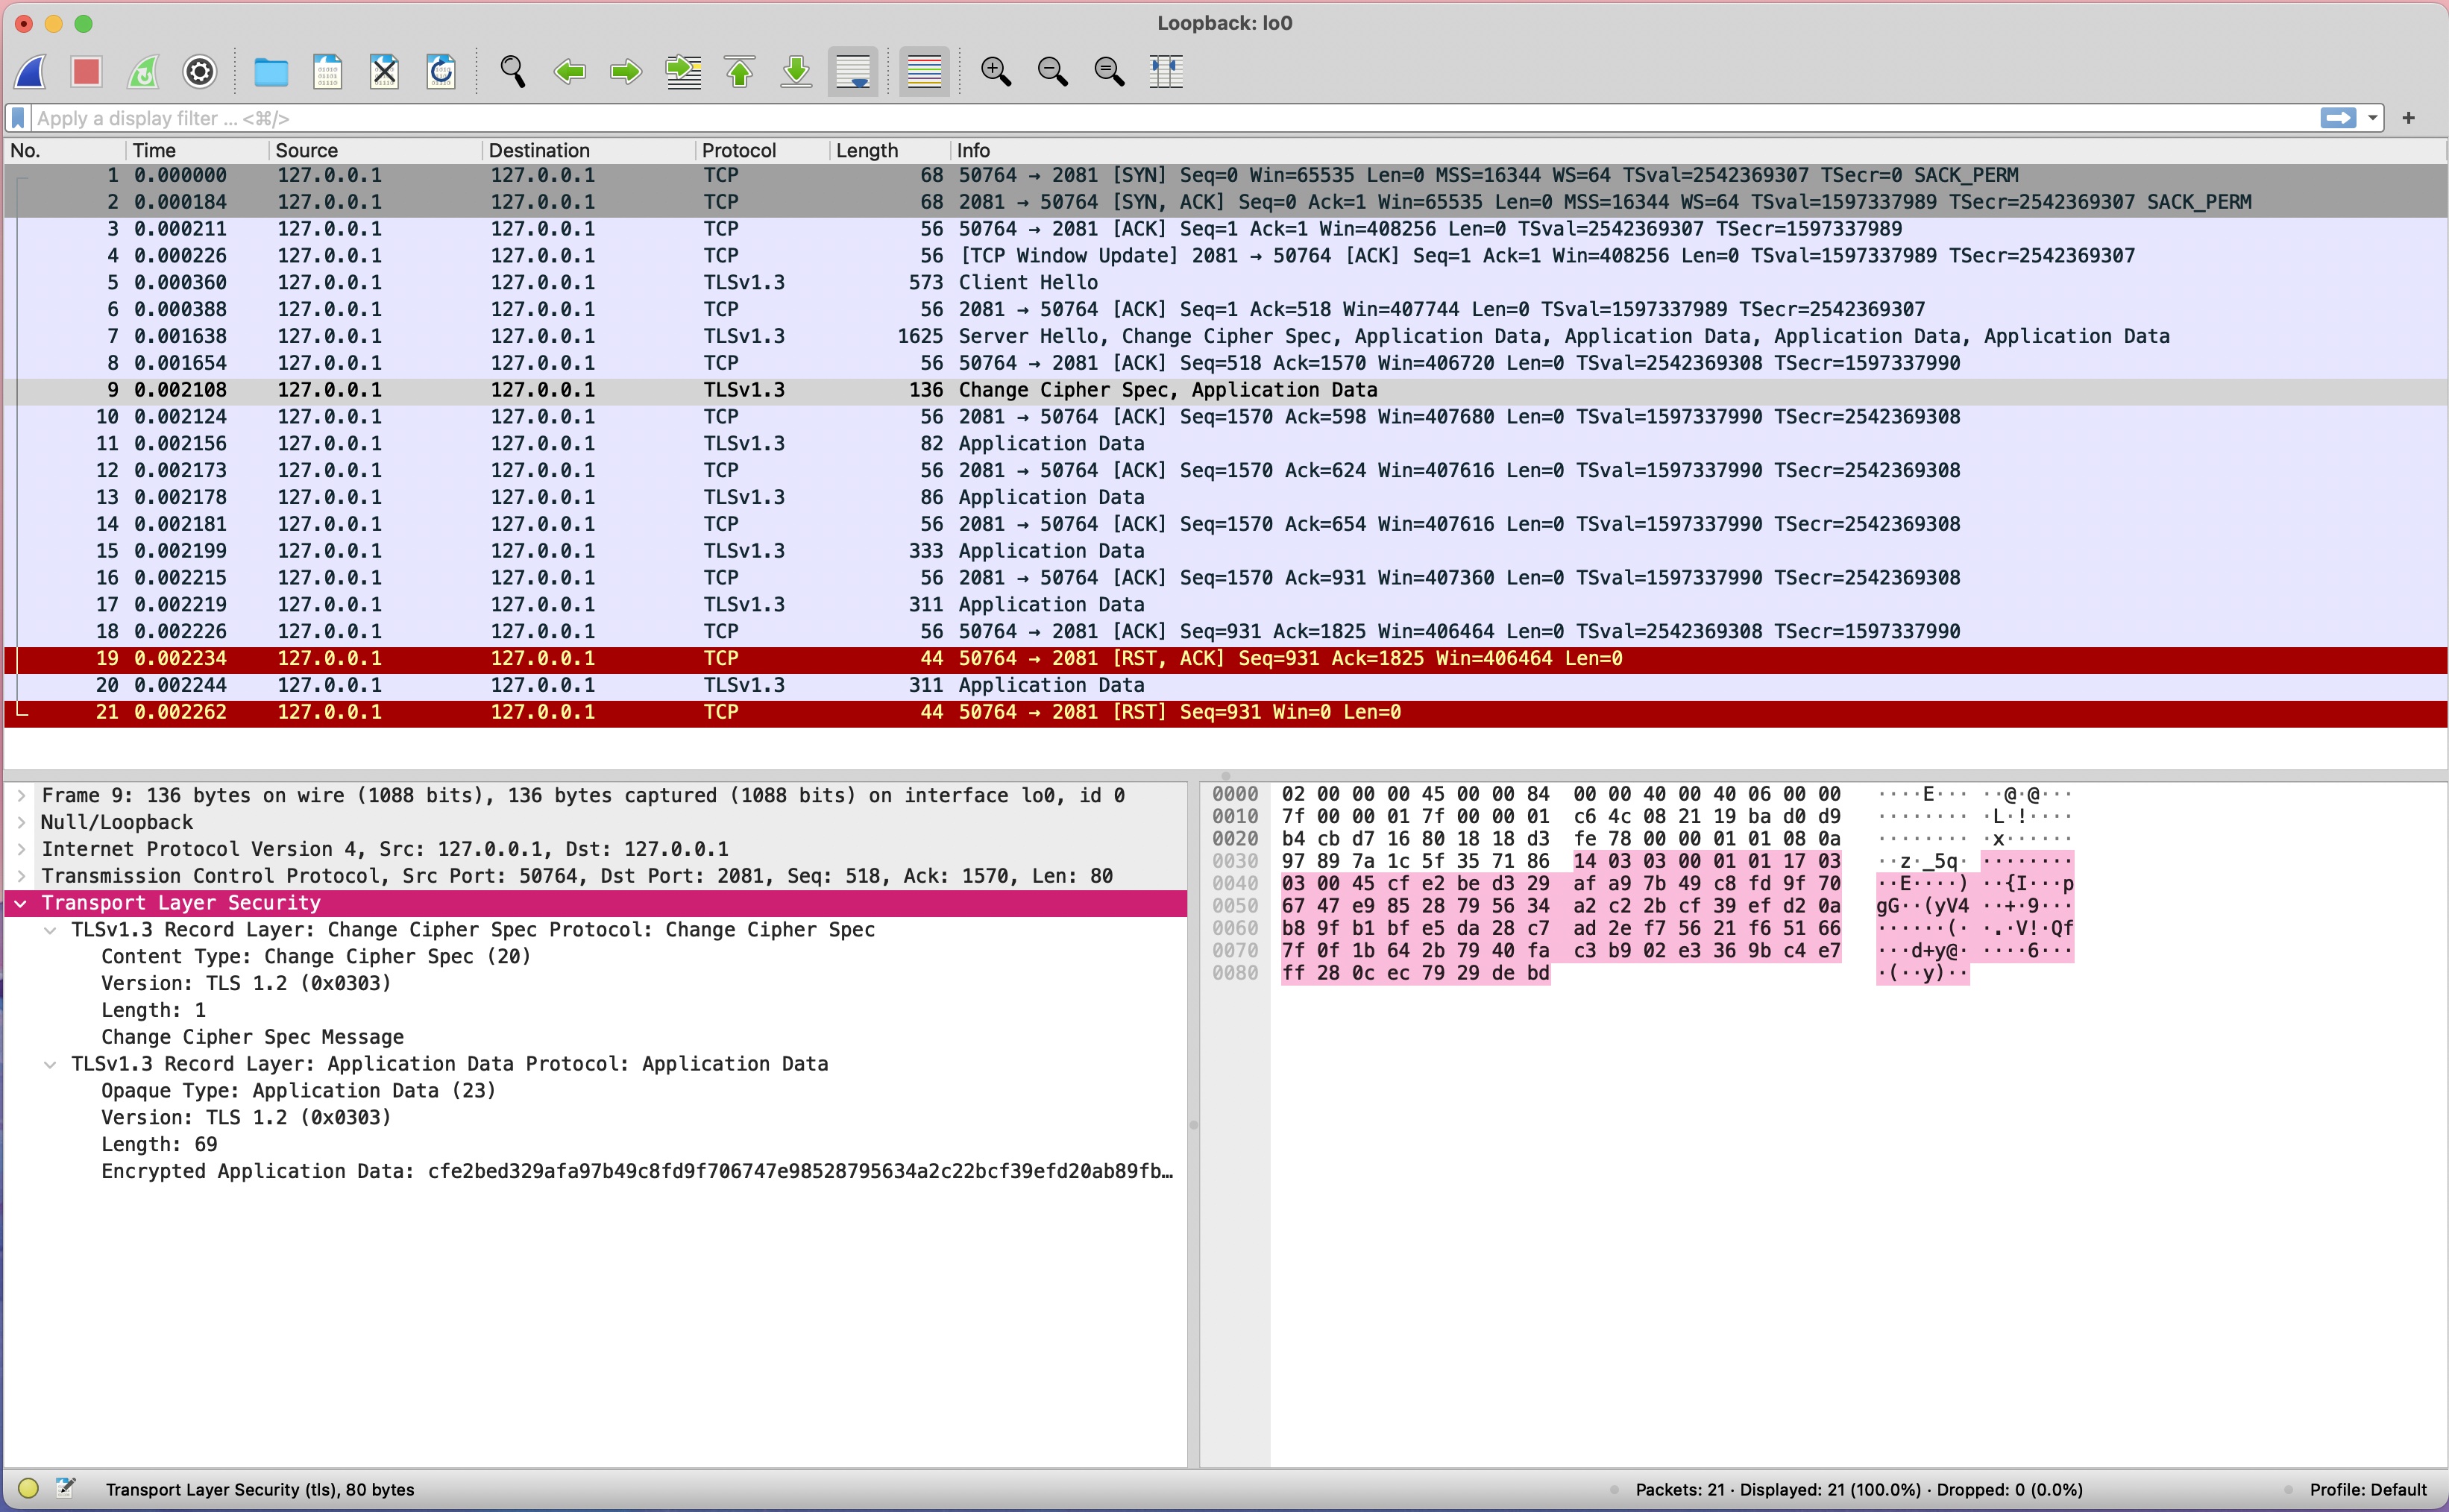 Loopback: lo0
Apply a display filter ... <⌘/>
No. Time Source Destination Protocol Length Info
1 0.000000 127.0.0.1 127.0.0.1 TCP 68 50764 → 2081 [SYN] Seq=0 Win=65535 Len=0 MSS=16344 WS=64 TSval=2542369307 TSecr=0 SACK_PERM
2 0.000184 127.0.0.1 127.0.0.1 TCP 68 2081 → 50764 [SYN, ACK] Seq=0 Ack=1 Win=65535 Len=0 MSS=16344 WS=64 TSval=1597337989 TSecr=2542369307 SACK_PERM
3 0.000211 127.0.0.1 127.0.0.1 TCP 56 50764 → 2081 [ACK] Seq=1 Ack=1 Win=408256 Len=0 TSval=2542369307 TSecr=1597337989
4 0.000226 127.0.0.1 127.0.0.1 TCP 56 [TCP Window Update] 2081 → 50764 [ACK] Seq=1 Ack=1 Win=408256 Len=0 TSval=1597337989 TSecr=2542369307
5 0.000360 127.0.0.1 127.0.0.1 TLSv1.3 573 Client Hello
6 0.000388 127.0.0.1 127.0.0.1 TCP 56 2081 → 50764 [ACK] Seq=1 Ack=518 Win=407744 Len=0 TSval=1597337989 TSecr=2542369307
7 0.001638 127.0.0.1 127.0.0.1 TLSv1.3 1625 Server Hello, Change Cipher Spec, Application Data, Application Data, Application Data, Application Data
8 0.001654 127.0.0.1 127.0.0.1 TCP 56 50764 → 2081 [ACK] Seq=518 Ack=1570 Win=406720 Len=0 TSval=2542369308 TSecr=1597337990
9 0.002108 127.0.0.1 127.0.0.1 TLSv1.3 136 Change Cipher Spec, Application Data
10 0.002124 127.0.0.1 127.0.0.1 TCP 56 2081 → 50764 [ACK] Seq=1570 Ack=598 Win=407680 Len=0 TSval=1597337990 TSecr=2542369308
11 0.002156 127.0.0.1 127.0.0.1 TLSv1.3 82 Application Data
12 0.002173 127.0.0.1 127.0.0.1 TCP 56 2081 → 50764 [ACK] Seq=1570 Ack=624 Win=407616 Len=0 TSval=1597337990 TSecr=2542369308
13 0.002178 127.0.0.1 127.0.0.1 TLSv1.3 86 Application Data
14 0.002181 127.0.0.1 127.0.0.1 TCP 56 2081 → 50764 [ACK] Seq=1570 Ack=654 Win=407616 Len=0 TSval=1597337990 TSecr=2542369308
15 0.002199 127.0.0.1 127.0.0.1 TLSv1.3 333 Application Data
16 0.002215 127.0.0.1 127.0.0.1 TCP 56 2081 → 50764 [ACK] Seq=1570 Ack=931 Win=407360 Len=0 TSval=1597337990 TSecr=2542369308
17 0.002219 127.0.0.1 127.0.0.1 TLSv1.3 311 Application Data
18 0.002226 127.0.0.1 127.0.0.1 TCP 56 50764 → 2081 [ACK] Seq=931 Ack=1825 Win=406464 Len=0 TSval=2542369308 TSecr=1597337990
19 0.002234 127.0.0.1 127.0.0.1 TCP 44 50764 → 2081 [RST, ACK] Seq=931 Ack=1825 Win=406464 Len=0
20 0.002244 127.0.0.1 127.0.0.1 TLSv1.3 311 Application Data
21 0.002262 127.0.0.1 127.0.0.1 TCP 44 50764 → 2081 [RST] Seq=931 Win=0 Len=0
Frame 9: 136 bytes on wire (1088 bits), 136 bytes captured (1088 bits) on interface lo0, id 0
Null/Loopback
Internet Protocol Version 4, Src: 127.0.0.1, Dst: 127.0.0.1
Transmission Control Protocol, Src Port: 50764, Dst Port: 2081, Seq: 518, Ack: 1570, Len: 80
Transport Layer Security
TLSv1.3 Record Layer: Change Cipher Spec Protocol: Change Cipher Spec
Content Type: Change Cipher Spec (20)
Version: TLS 1.2 (0x0303)
Length: 1
Change Cipher Spec Message
TLSv1.3 Record Layer: Application Data Protocol: Application Data
Opaque Type: Application Data (23)
Version: TLS 1.2 (0x0303)
Length: 69
Encrypted Application Data: cfe2bed329afa97b49c8fd9f706747e98528795634a2c22bcf39efd20ab89fb…
0000 02 00 00 00 45 00 00 84 00 00 40 00 40 06 00 00 ····E··· ··@·@···
0010 7f 00 00 01 7f 00 00 01 c6 4c 08 21 19 ba d0 d9 ········ ·L·!····
0020 b4 cb d7 16 80 18 18 d3 fe 78 00 00 01 01 08 0a ········ ·x······
0030 97 89 7a 1c 5f 35 71 86 14 03 03 00 01 01 17 03 ··z·_5q· ········
0040 03 00 45 cf e2 be d3 29 af a9 7b 49 c8 fd 9f 70 ··E····) ··{I···p
0050 67 47 e9 85 28 79 56 34 a2 c2 2b cf 39 ef d2 0a gG··(yV4 ··+·9···
0060 b8 9f b1 bf e5 da 28 c7 ad 2e f7 56 21 f6 51 66 ······(· ·.·V!·Qf
0070 7f 0f 1b 64 2b 79 40 fa c3 b9 02 e3 36 9b c4 e7 ···d+y@· ····6···
0080 ff 28 0c ec 79 29 de bd ·(··y)··
Transport Layer Security (tls), 80 bytes
Packets: 21 · Displayed: 21 (100.0%) · Dropped: 0 (0.0%)
Profile: Default